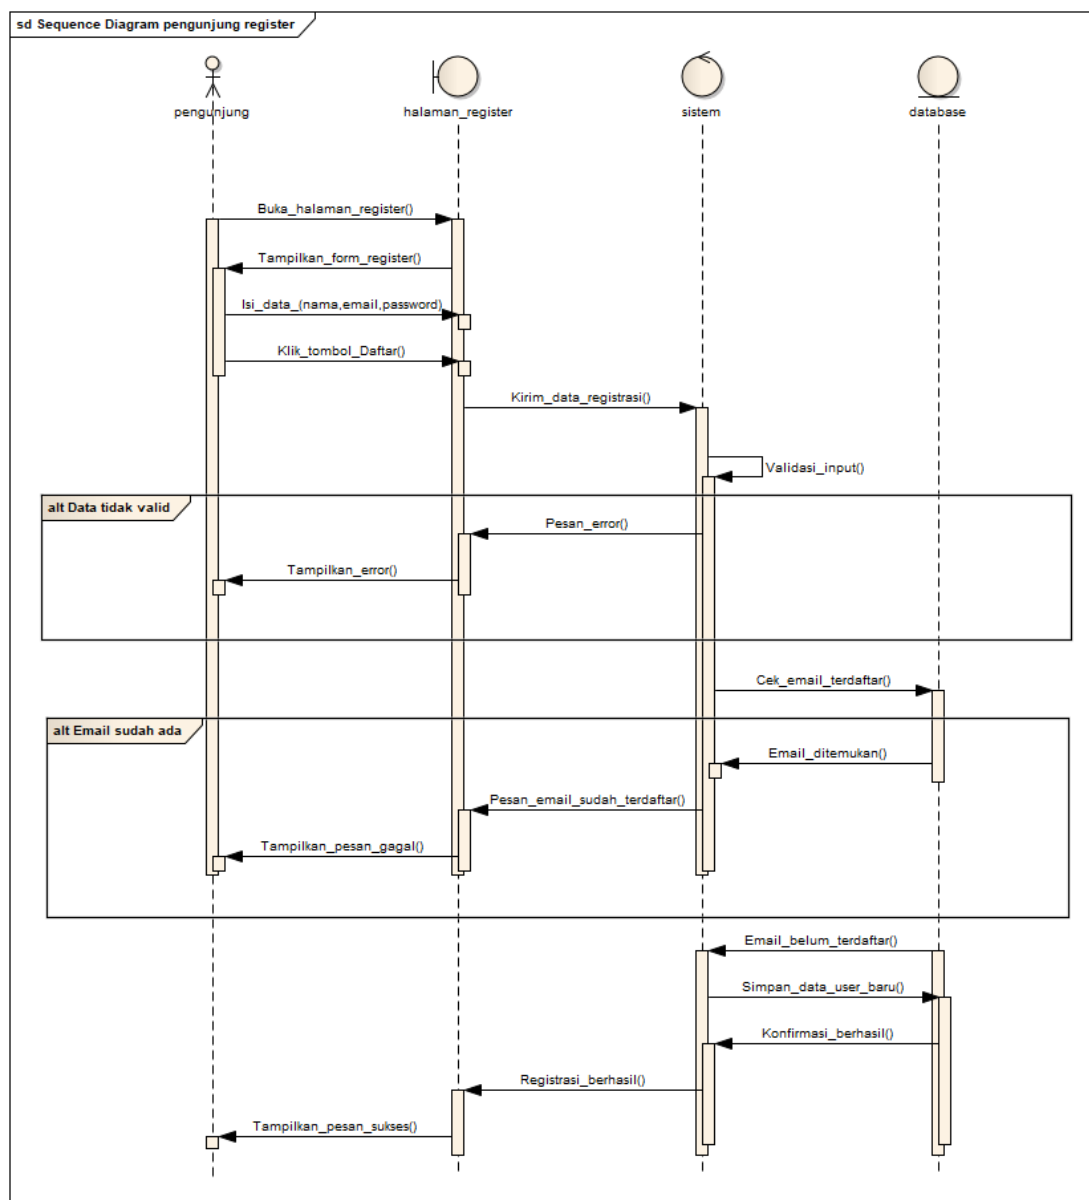 sd Sequence Diagram pengunjung register
pengunjung
halaman_register
sistem
database
Buka_halaman_register()
Tampilkan_form_register()
Isi_data_(nama,email,password)
Klik_tombol_Daftar()
Kirim_data_registrasi()
Validasi_input()
alt Data tidak valid
Pesan_error()
Tampilkan_error()
Cek_email_terdaftar()
alt Email sudah ada
Email_ditemukan()
Pesan_email_sudah_terdaftar()
Tampilkan_pesan_gagal()
Email_belum_terdaftar()
Simpan_data_user_baru()
Konfirmasi_berhasil()
Registrasi_berhasil()
Tampilkan_pesan_sukses()